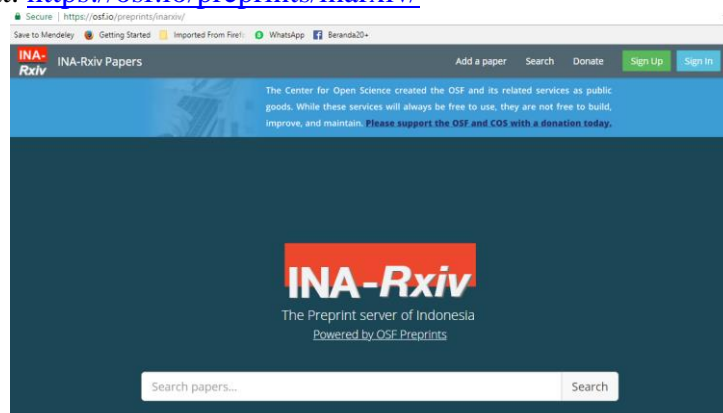 https://osf.io/preprints/inarxiv/
Secure | https://osf.io/preprints/inarxiv/
Save to Mendeley Getting Started Imported From Firef WhatsApp Beranda20+
INA-Rxiv INA-Rxiv Papers Add a paper Search Donate Sign Up Sign In
The Center for Open Science created the OSF and its related services as public
goods. While these services will always be free to use, they are not free to build,
improve, and maintain. Please support the OSF and COS with a donation today.
INA-Rxiv
The Preprint server of Indonesia
Powered by OSF Preprints
Search papers... Search